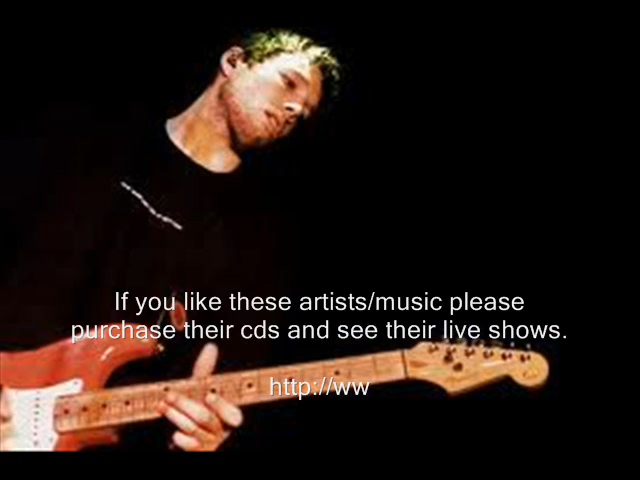 If you like these artists/music please
purchase their cds and see their live shows.
http://ww